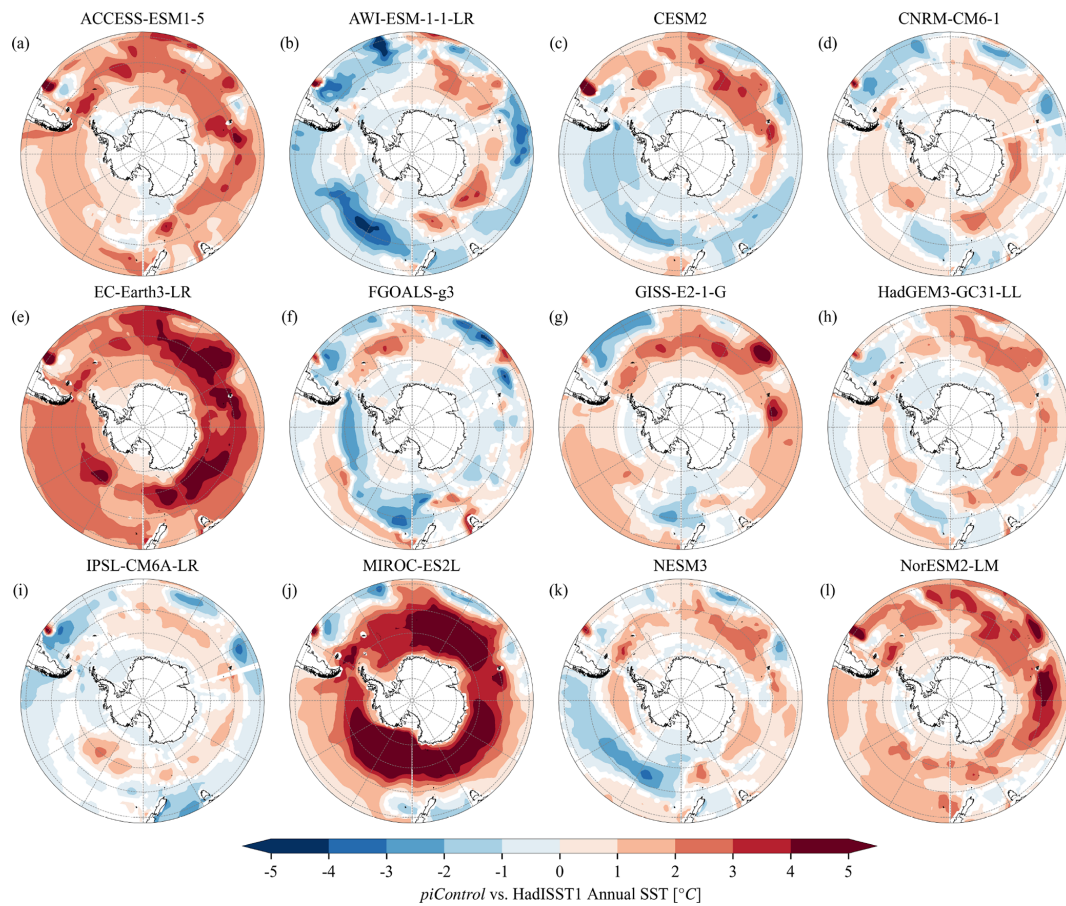 ACCESS-ESM1-5 AWI-ESM-1-1-LR CESM2 CNRM-CM6-1
(a) (b) (c) (d)
EC-Earth3-LR FGOALS-g3 GISS-E2-1-G HadGEM3-GC31-LL
(e) (f) (g) (h)
IPSL-CM6A-LR MIROC-ES2L NESM3 NorESM2-LM
(i) (j) (k) (l)
-5 -4 -3 -2 -1 0 1 2 3 4 5
piControl vs. HadISST1 Annual SST [°C]